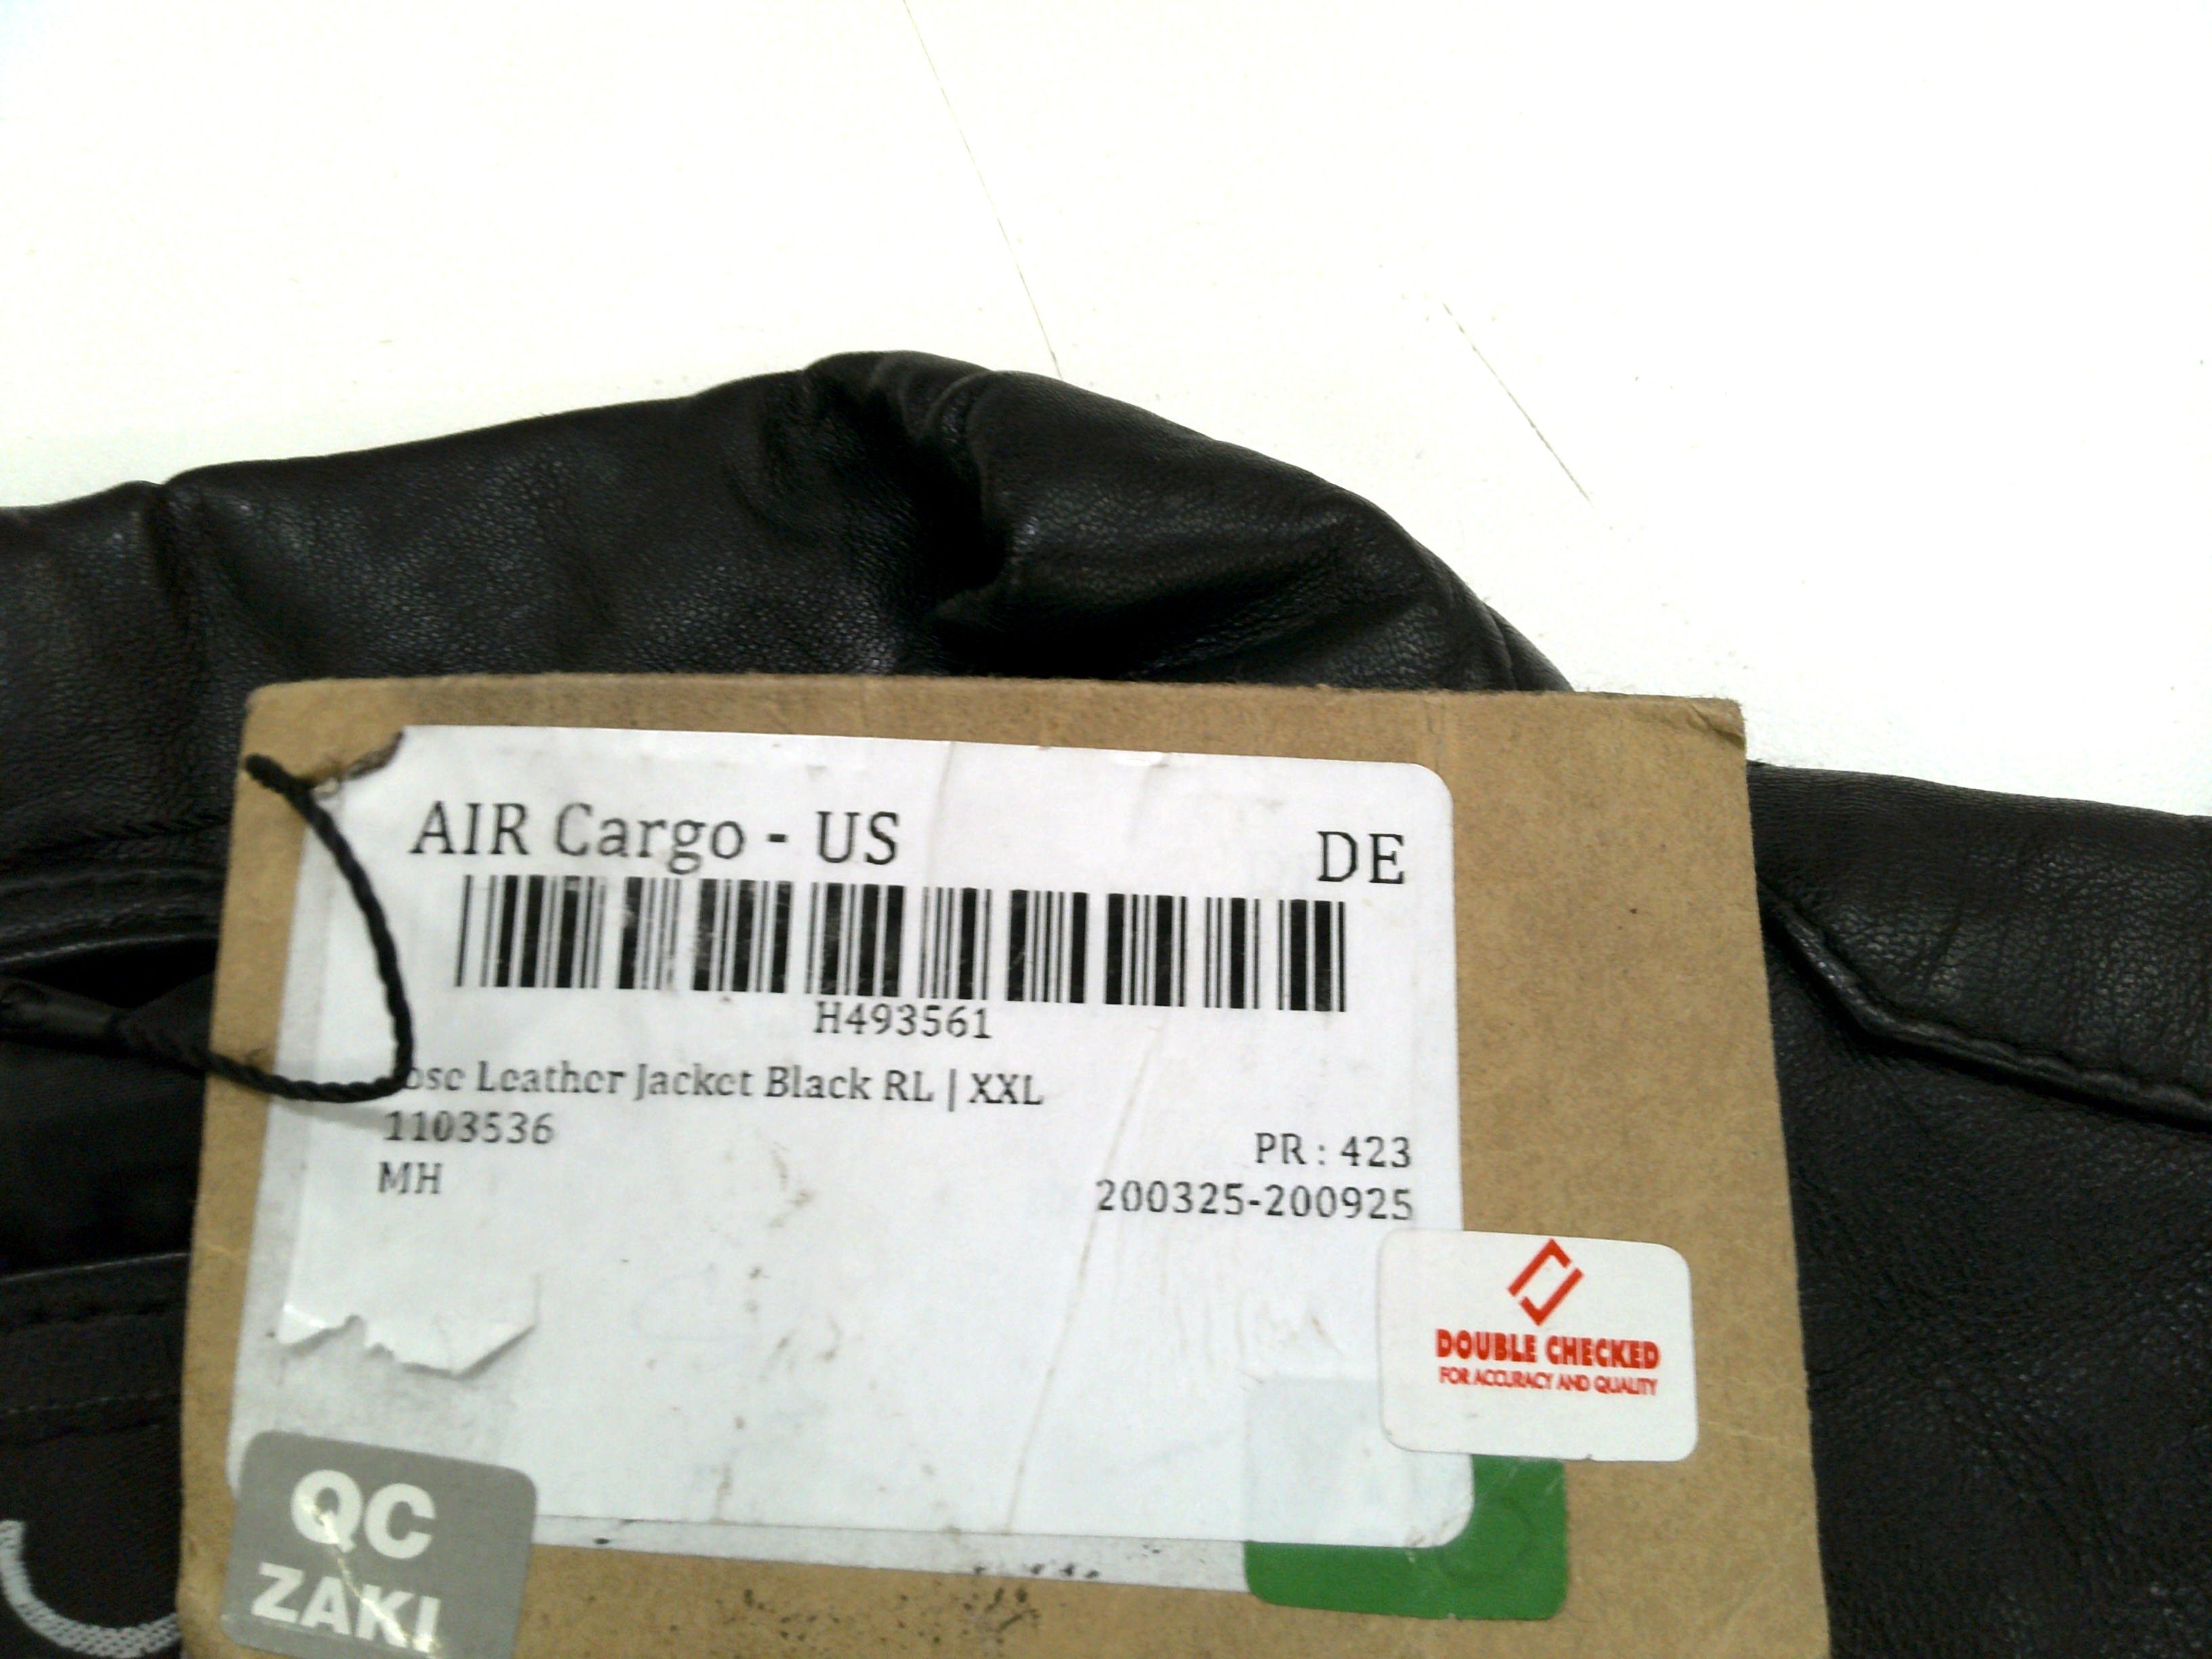 AIR Cargo - US
DE
H493561
Leather Jacket Black RL | XXL
1103536
PR : 423
MH
200325-200925
DOUBLE CHECKED
FOR ACCURACY AND QUALITY
QC
ZAKI